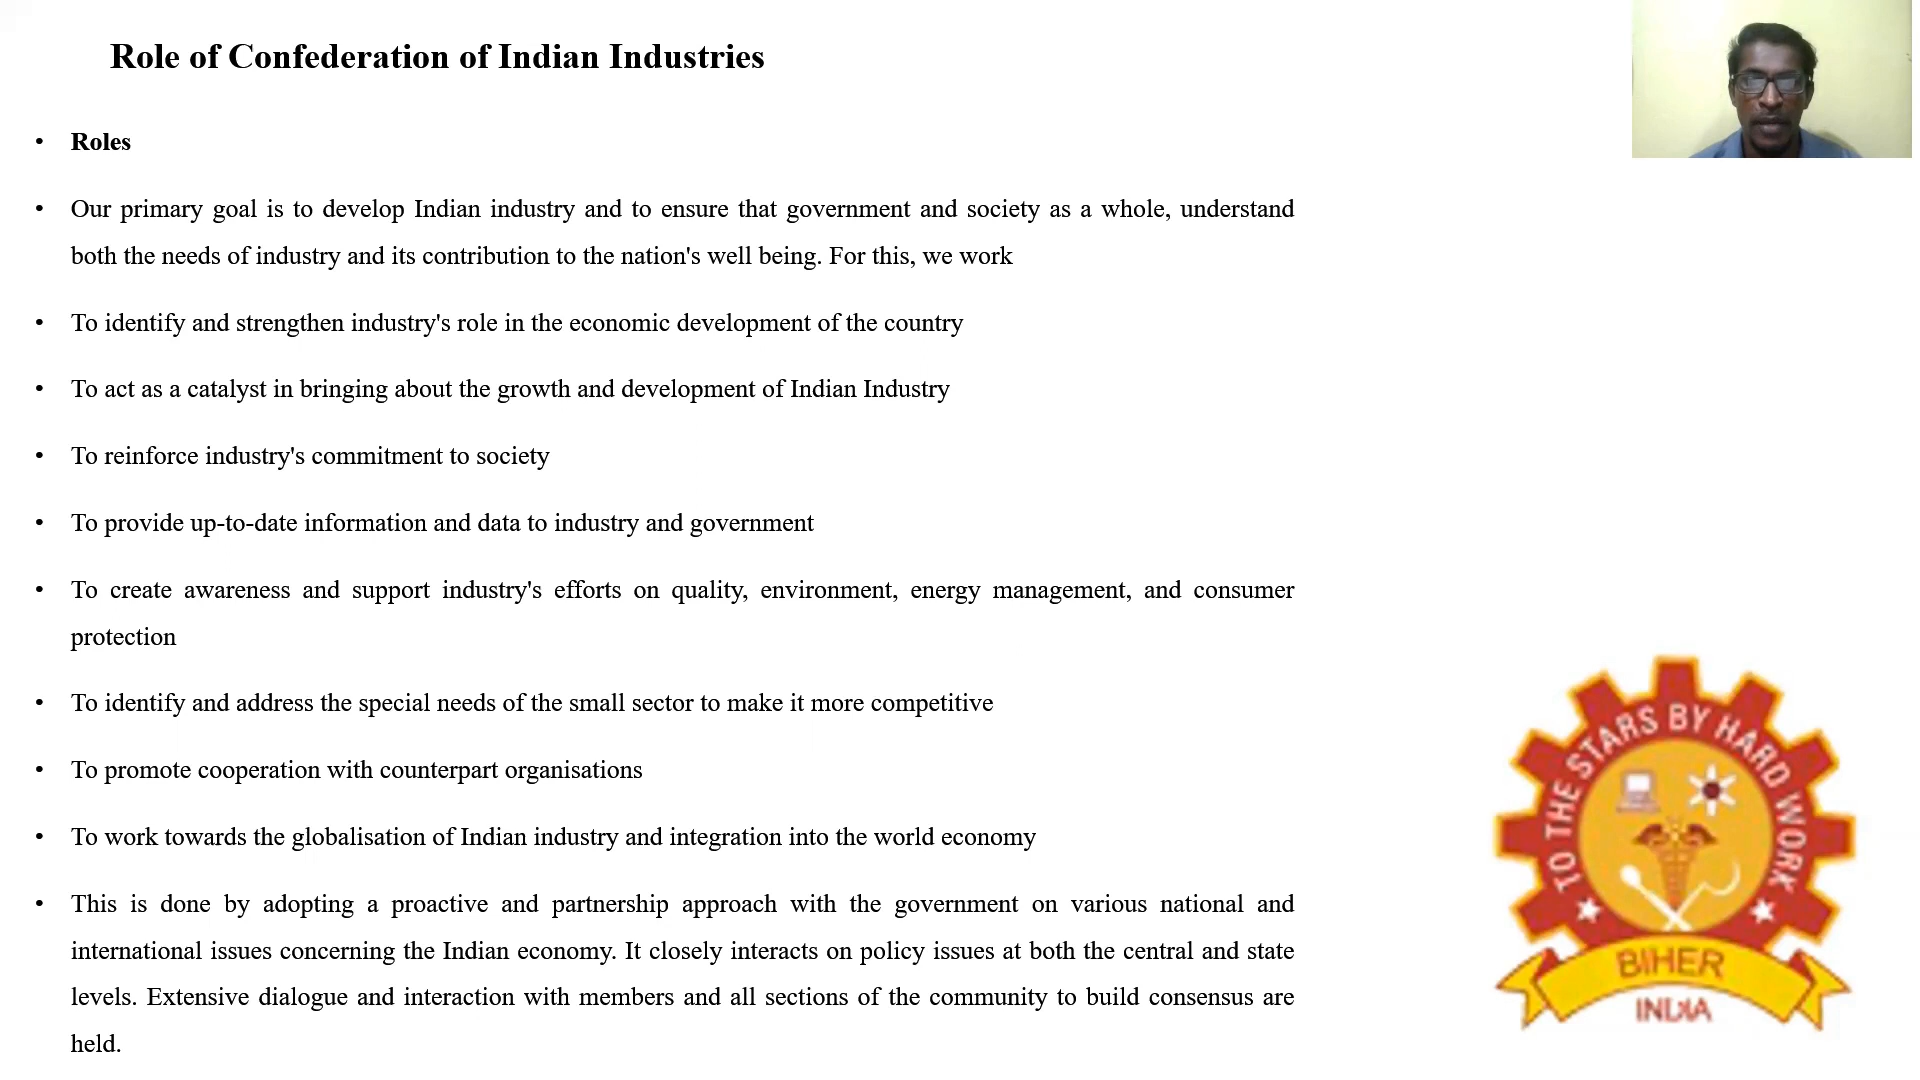 Role of Confederation of Indian Industries
• Roles
• Our primary goal is to develop Indian industry and to ensure that government and society as a whole, understand
both the needs of industry and its contribution to the nation's well being. For this, we work
• To identify and strengthen industry's role in the economic development of the country
• To act as a catalyst in bringing about the growth and development of Indian Industry
• To reinforce industry's commitment to society
• To provide up-to-date information and data to industry and government
• To create awareness and support industry's efforts on quality, environment, energy management, and consumer
protection
• To identify and address the special needs of the small sector to make it more competitive
• To promote cooperation with counterpart organisations
• To work towards the globalisation of Indian industry and integration into the world economy
• This is done by adopting a proactive and partnership approach with the government on various national and
international issues concerning the Indian economy. It closely interacts on policy issues at both the central and state
levels. Extensive dialogue and interaction with members and all sections of the community to build consensus are
held.
TO THE STARS BY HARD WORK
BIHER
INDIA